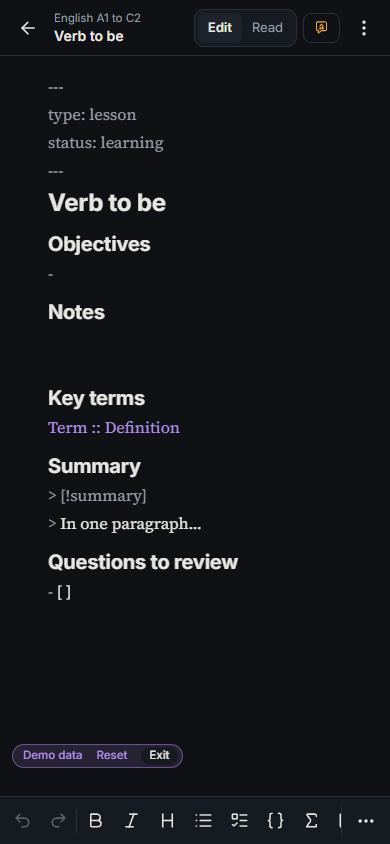 English A1 to C2
Verb to be
Edit
Read
---
type: lesson
status: learning
---
Verb to be
Objectives
-
Notes
Key terms
Term :: Definition
Summary
> [!summary]
> In one paragraph...
Questions to review
- [ ]
Demo data
Reset
Exit
B
I
H
{ }
Σ